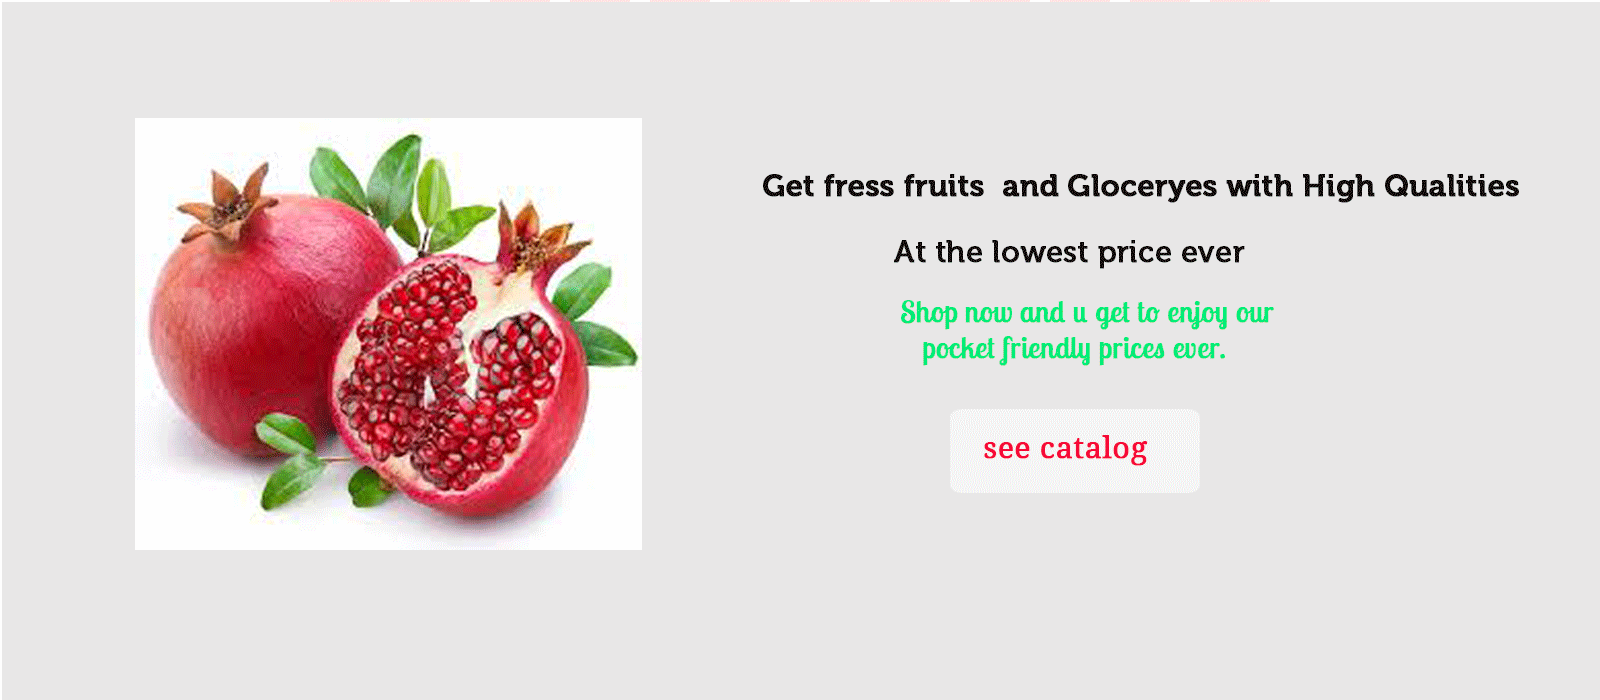 Get fress fruits  and Gloceryes with High Qualities
At the lowest price ever
Shop now and u get to enjoy our
pocket friendly prices ever.
see catalog